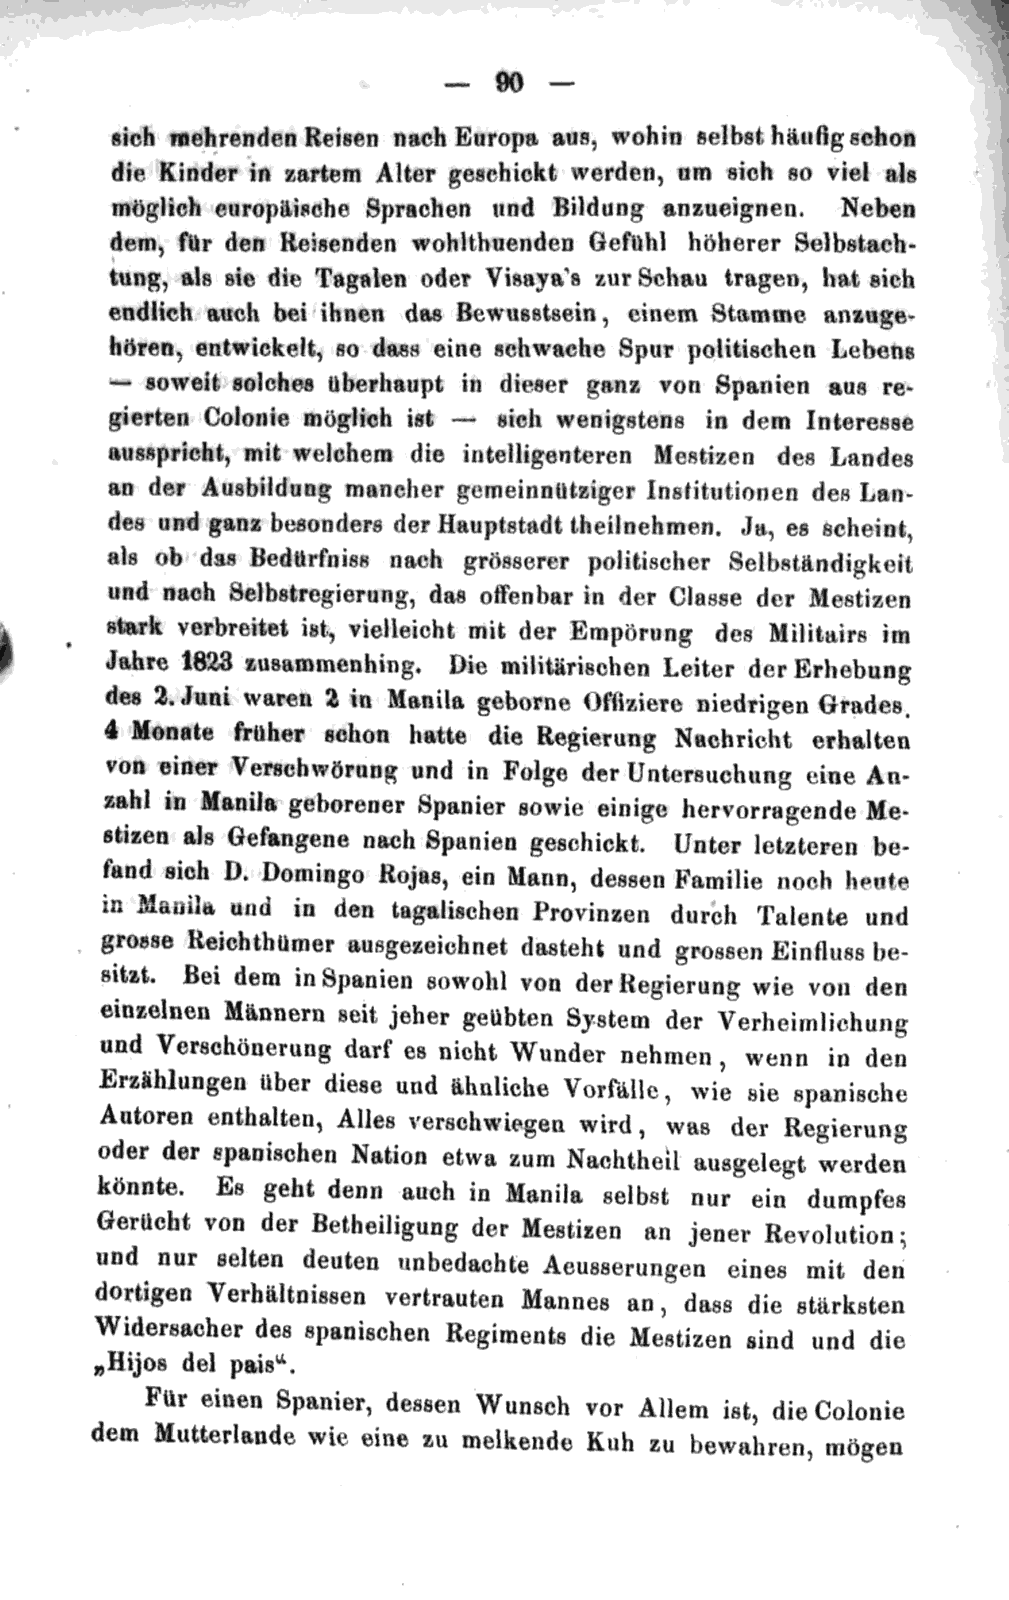 — 90 —
sich mehrenden Reisen nach Europa aus, wohin selbst häufig schon
die Kinder in zartem Alter geschickt werden, um sich so viel als
möglich europäische Sprachen und Bildung anzueignen. Neben
dem, für den Reisenden wohlthuenden Gefühl höherer Selbstach-
tung, als sie die Tagalen oder Visaya's zur Schau tragen, hat sich
endlich auch bei ihnen das Bewusstsein, einem Stamme anzuge-
hören, entwickelt, so dass eine schwache Spur politischen Lebens
— soweit solches überhaupt in dieser ganz von Spanien aus re-
gierten Colonie möglich ist — sich wenigstens in dem Interesse
ausspricht, mit welchem die intelligenteren Mestizen des Landes
an der Ausbildung mancher gemeinnütziger Institutionen des Lan-
des und ganz besonders der Hauptstadt theilnehmen. Ja, es scheint,
als ob das Bedürfniss nach grösserer politischer Selbständigkeit
und nach Selbstregierung, das offenbar in der Classe der Mestizen
stark verbreitet ist, vielleicht mit der Empörung des Militairs im
Jahre 1823 zusammenhing. Die militärischen Leiter der Erhebung
des 2. Juni waren 2 in Manila geborne Offiziere niedrigen Grades.
4 Monate früher schon hatte die Regierung Nachricht erhalten
von einer Verschwörung und in Folge der Untersuchung eine An-
zahl in Manila geborener Spanier sowie einige hervorragende Me-
stizen als Gefangene nach Spanien geschickt. Unter letzteren be-
fand sich D. Domingo Rojas, ein Mann, dessen Familie noch heute
in Manila und in den tagalischen Provinzen durch Talente und
grosse Reichthümer ausgezeichnet dasteht und grossen Einfluss be-
sitzt. Bei dem in Spanien sowohl von der Regierung wie von den
einzelnen Männern seit jeher geübten System der Verheimlichung
und Verschönerung darf es nicht Wunder nehmen, wenn in den
Erzählungen über diese und ähnliche Vorfälle, wie sie spanische
Autoren enthalten, Alles verschwiegen wird, was der Regierung
oder der spanischen Nation etwa zum Nachtheil ausgelegt werden
könnte. Es geht denn auch in Manila selbst nur ein dumpfes
Gerücht von der Betheiligung der Mestizen an jener Revolution;
und nur selten deuten unbedachte Aeusserungen eines mit den
dortigen Verhältnissen vertrauten Mannes an, dass die stärksten
Widersacher des spanischen Regiments die Mestizen sind und die
„Hijos del pais“.
Für einen Spanier, dessen Wunsch vor Allem ist, die Colonie
dem Mutterlande wie eine zu melkende Kuh zu bewahren, mögen